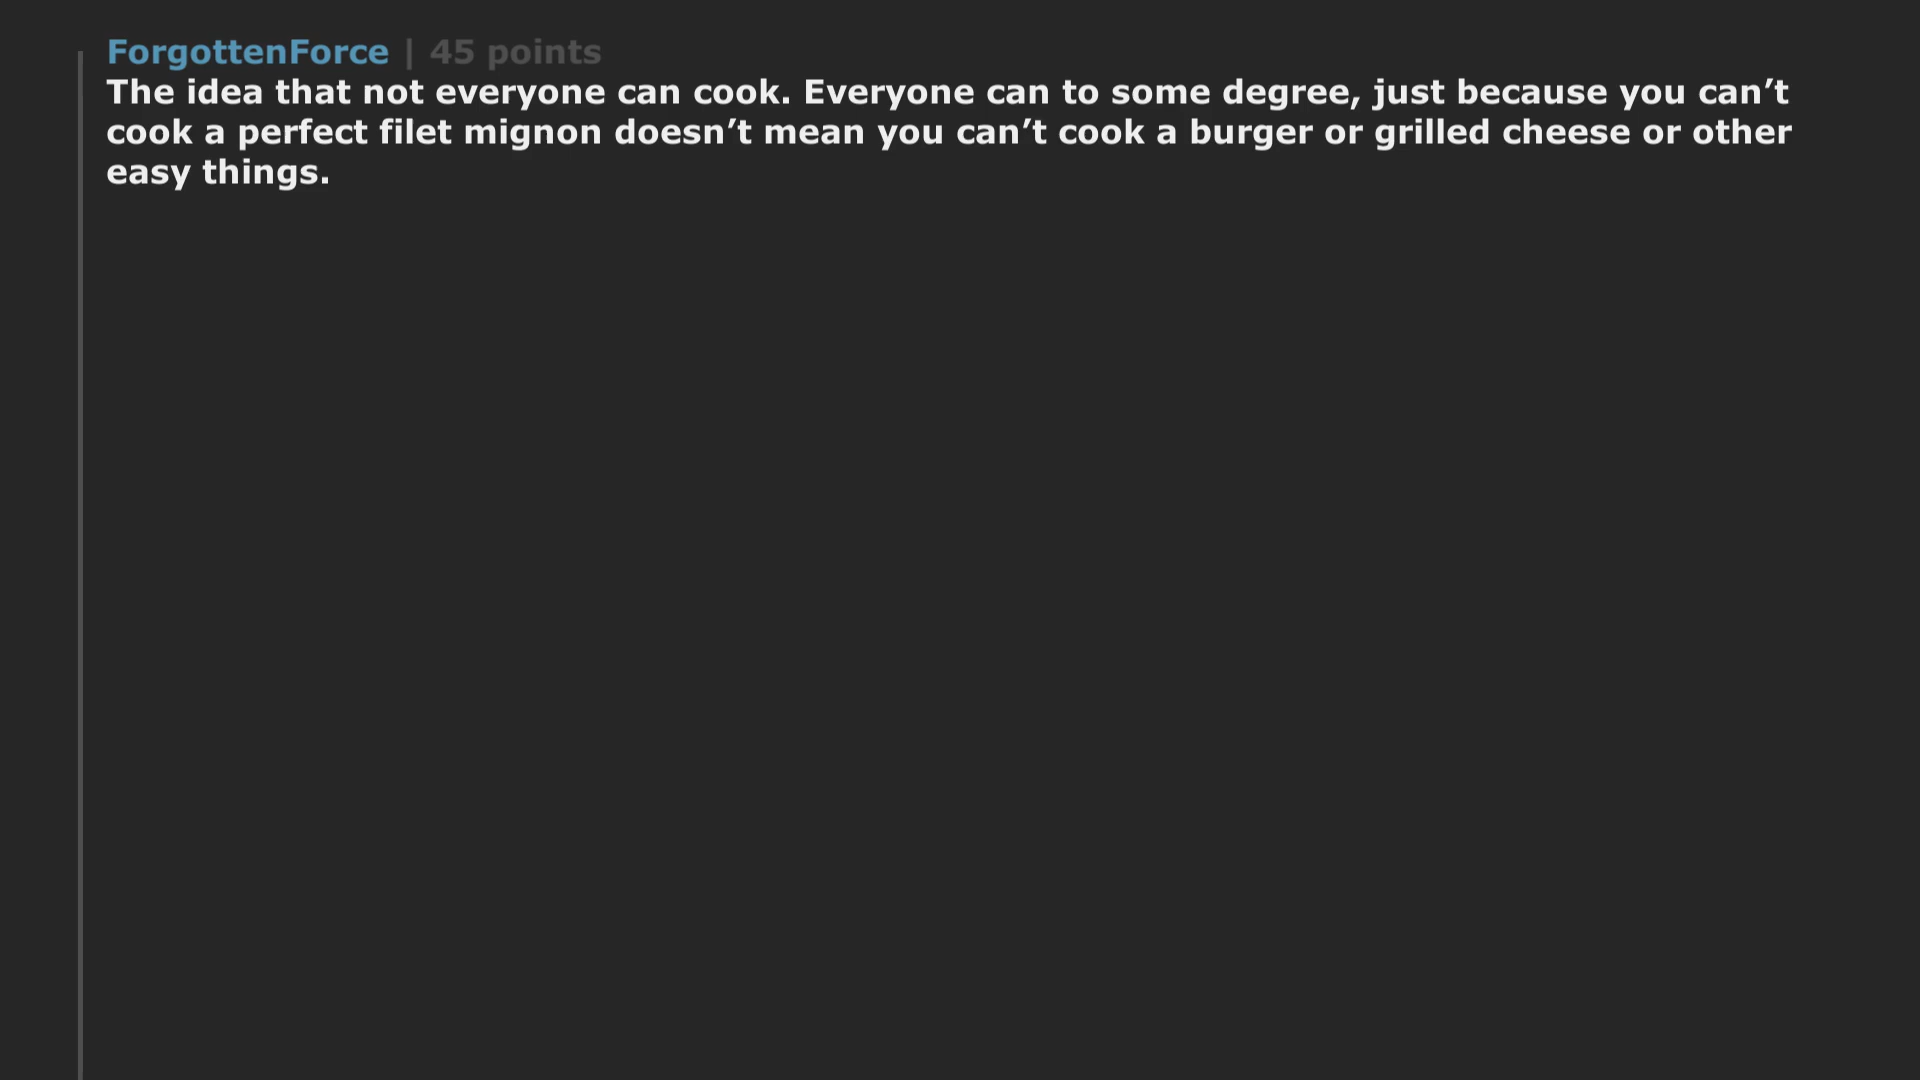 ForgottenForce | 45 points
The idea that not everyone can cook. Everyone can to some degree, just because you can’t
cook a perfect filet mignon doesn’t mean you can’t cook a burger or grilled cheese or other
easy things.